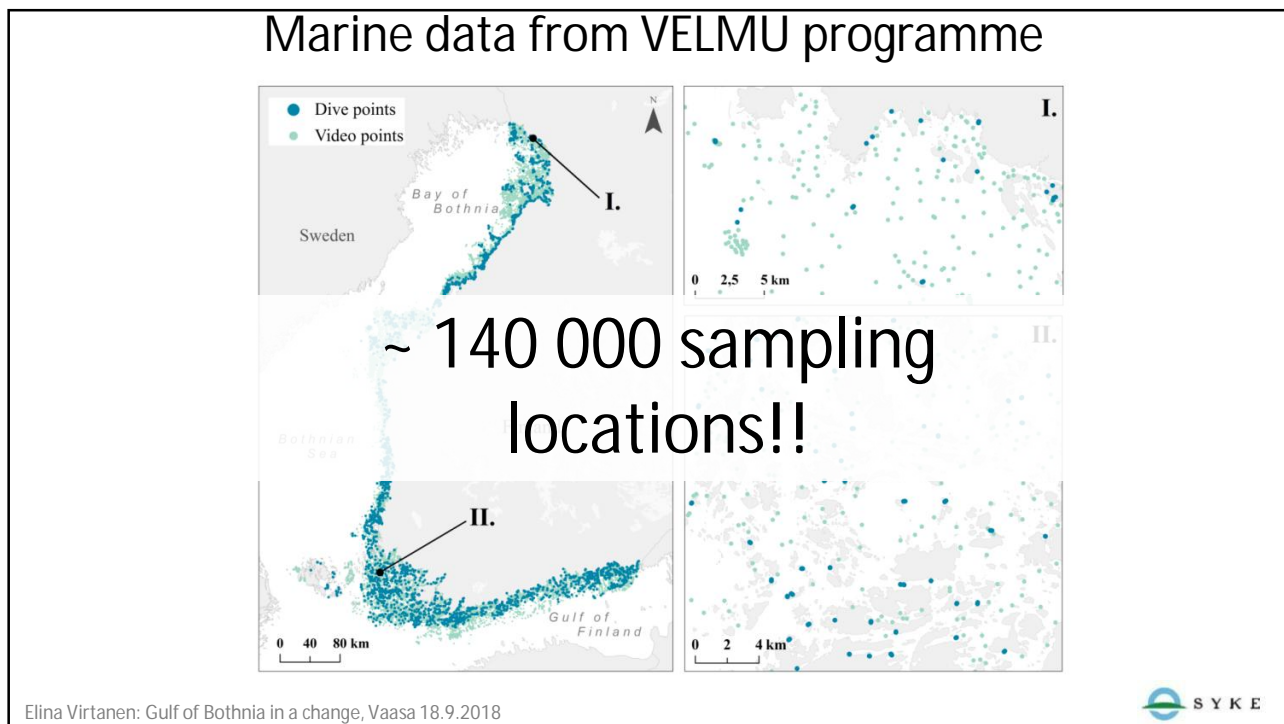 Marine data from VELMU programme
Dive points
Video points
N
Bay of
Bothnia
Sweden
I.
Bothnian
Sea
II.
Gulf of
Finland
0 40 80 km
I.
0 2,5 5 km
II.
0 2 4 km
~ 140 000 sampling
locations!!
Elina Virtanen: Gulf of Bothnia in a change, Vaasa 18.9.2018
SYKE